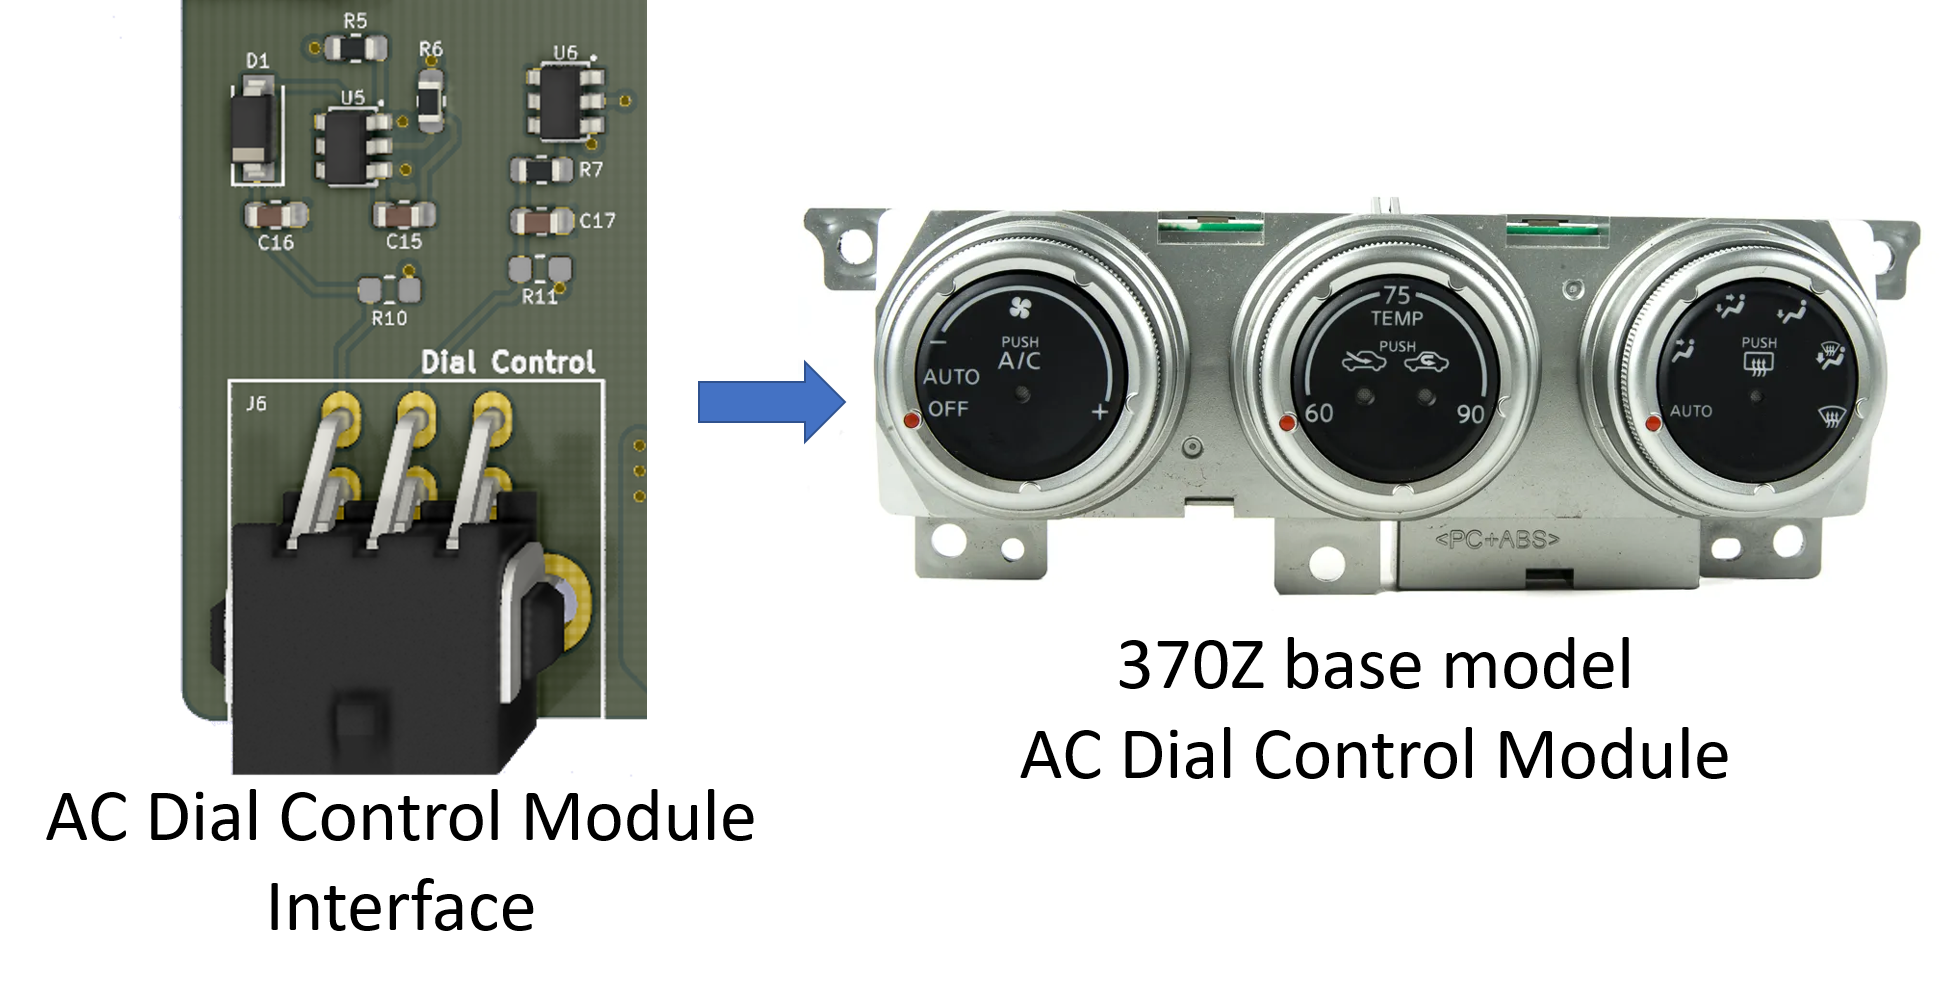 R5
R6
U6
D1
U5
R7
C17
C16
C15
R11
R10
Dial Control
J6
AC Dial Control Module
Interface
PUSH
A/C
AUTO
OFF
-
+
75
TEMP
PUSH
60
90
PUSH
AUTO
<PC+ABS>
370Z base model
AC Dial Control Module